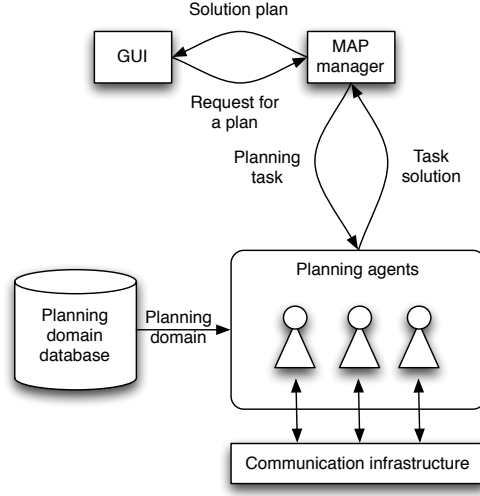 Solution plan
GUI
MAP
manager
Request for
a plan
Planning
task
Task
solution
Planning agents
Planning
domain
database
Planning
domain
Communication infrastructure